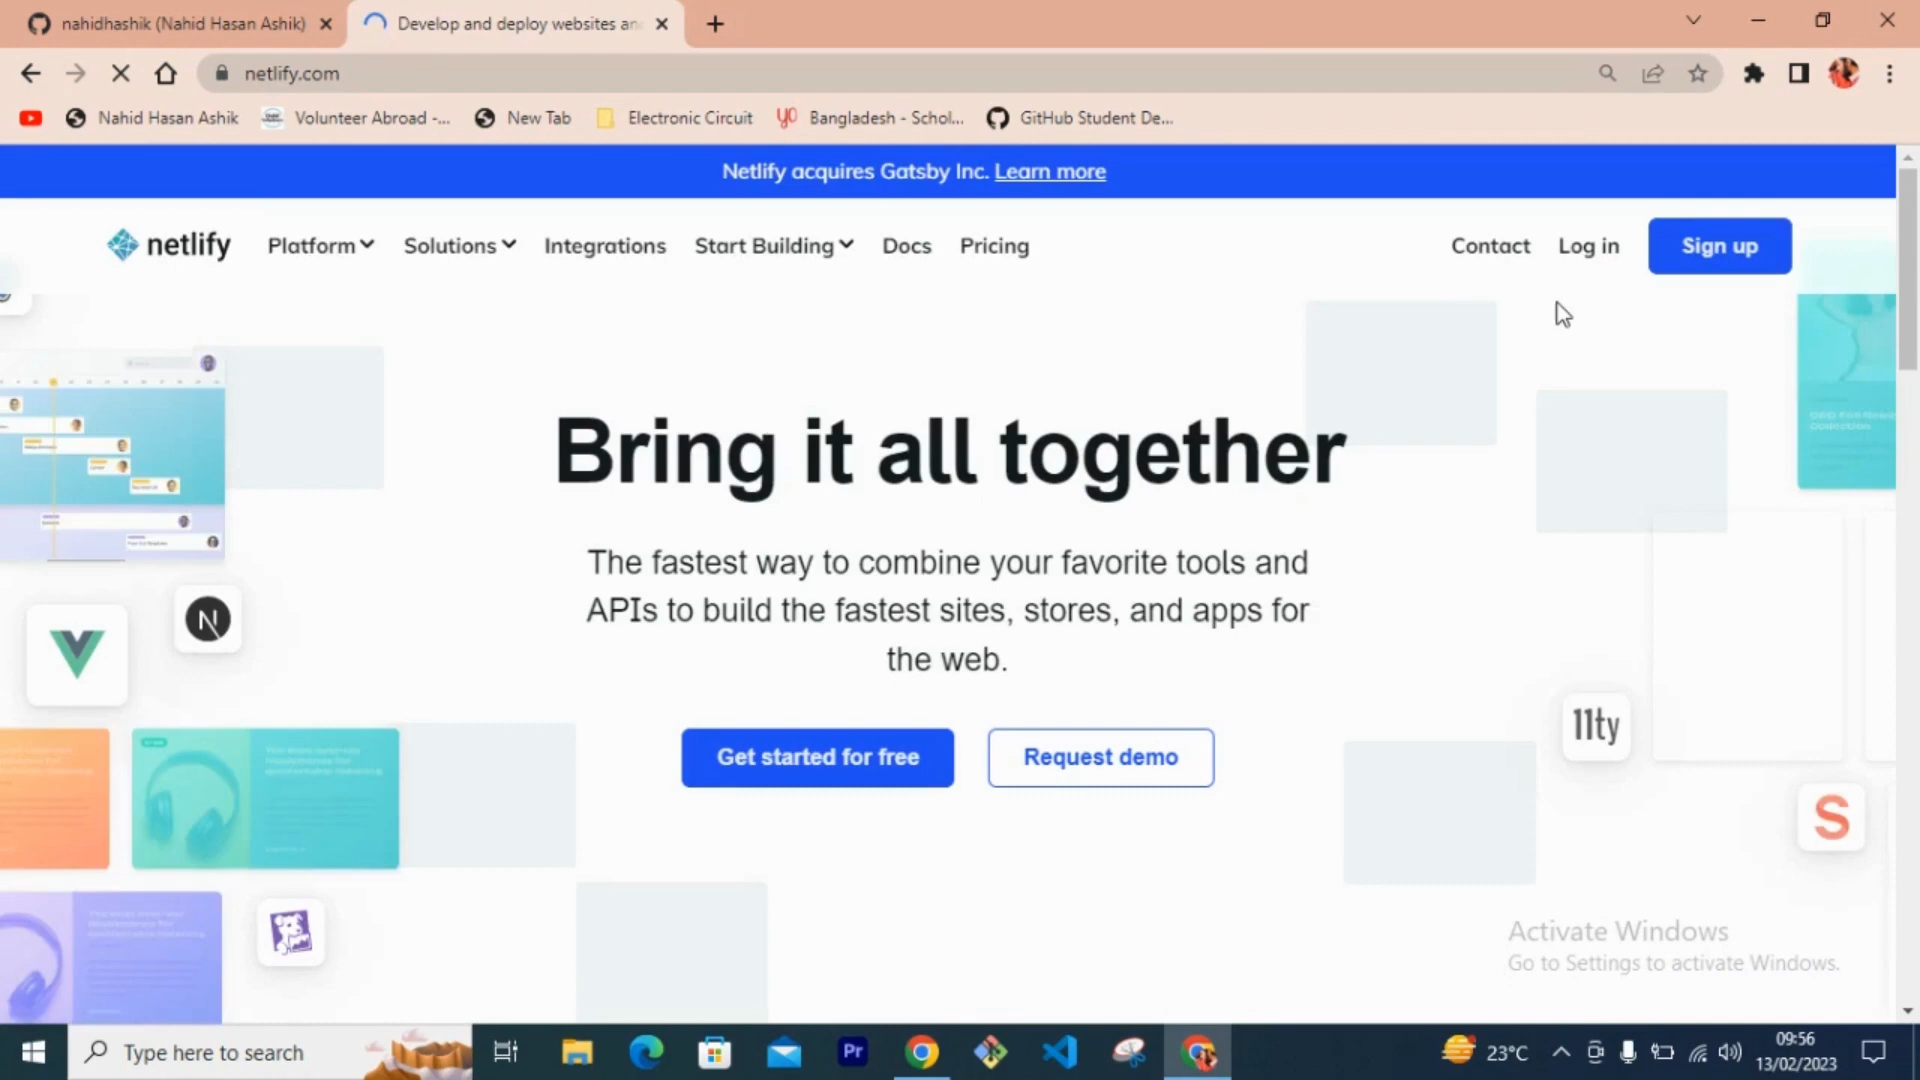 nahidhashik (Nahid Hasan Ashik)
Develop and deploy websites an
netlify.com
Nahid Hasan Ashik
Volunteer Abroad -...
New Tab
Electronic Circuit
Bangladesh - Schol...
GitHub Student De...
Netlify acquires Gatsby Inc. Learn more
netlify
Platform
Solutions
Integrations
Start Building
Docs
Pricing
Contact
Log in
Sign up
Bring it all together
The fastest way to combine your favorite tools and
APIs to build the fastest sites, stores, and apps for
the web.
Get started for free
Request demo
N
11ty
S
Activate Windows
Go to Settings to activate Windows.
Type here to search
Pr
23°C
09:56
13/02/2023